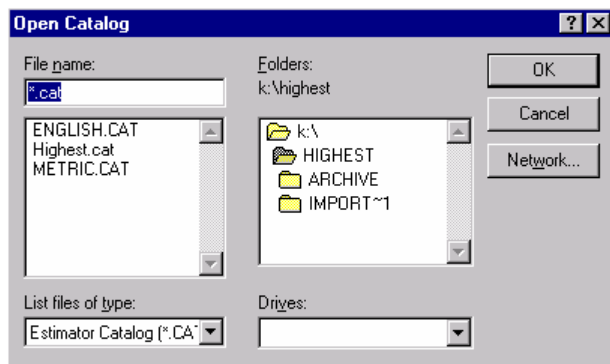 Open Catalog
File name:
*.cat
ENGLISH.CAT
Highest.cat
METRIC.CAT
List files of type:
Estimator Catalog (*.CA
Folders:
k:\highest
k:\
HIGHEST
ARCHIVE
IMPORT~1
Drives:
OK
Cancel
Network...